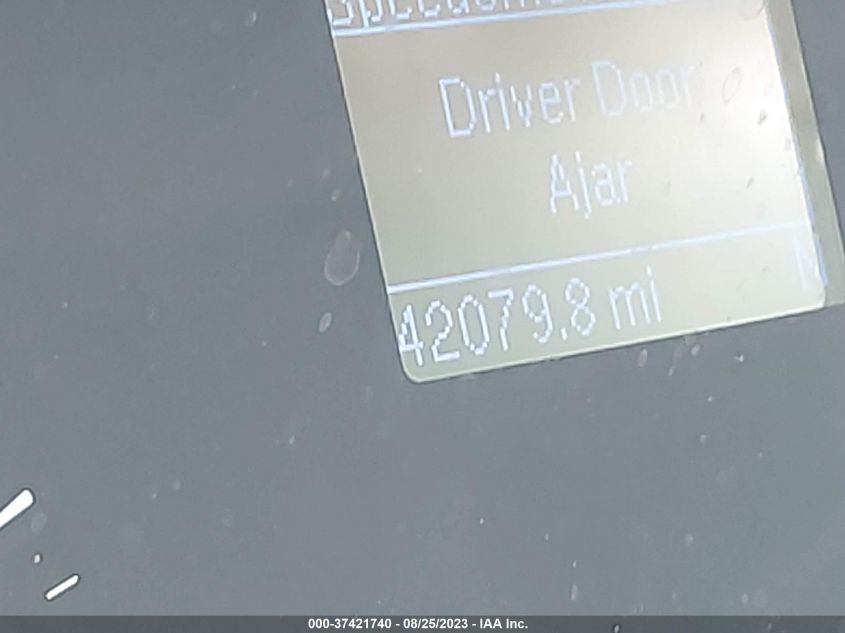 Driver Door
Ajar
42079.8 mi
000-37421740 - 08/25/2023 - IAA Inc.